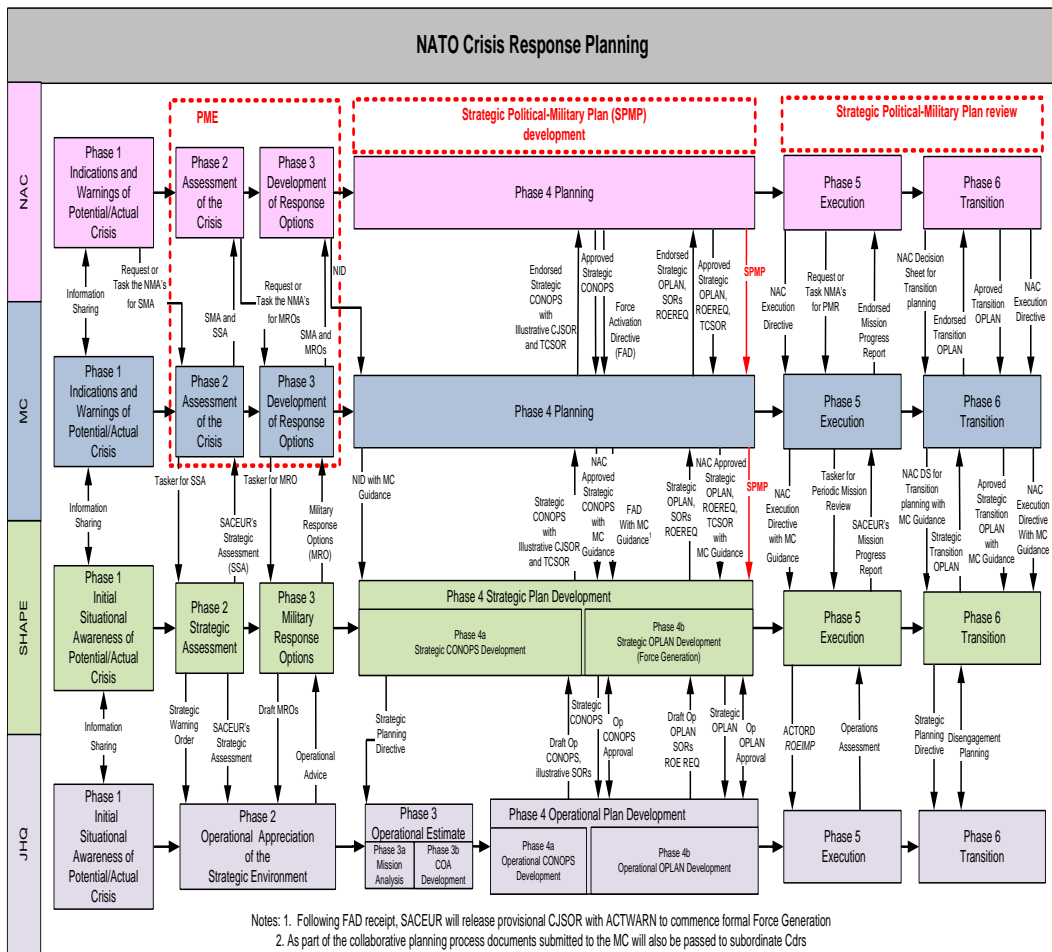 NATO Crisis Response Planning
NAC
PME
Strategic Political-Military Plan (SPMP)
development
Strategic Political-Military Plan review
Phase 1
Indications and
Warnings of
Potential/Actual
Crisis
Phase 2
Assessment
of the
Crisis
Phase 3
Development
of Response
Options
Phase 4 Planning
Phase 5
Execution
Phase 6
Transition
Information
Sharing
Request or
Task the NMA's
for SMA
SMA and
SSA
Request or
Task the NMA's
for MROs
SMA and
MROs
NID
Endorsed
Strategic
CONOPS
with
Illustrative CJSOR
and TCSOR
Approved
Strategic
CONOPS
Force
Activation
Directive
(FAD)
Endorsed
Strategic
OPLAN,
SORs
ROEREQ
Approved
Strategic
OPLAN,
ROEREQ,
TCSOR
SPMP
NAC
Execution
Directive
Request or
Task NMA's
for PMR
Endorsed
Mission
Progress
Report
NAC Decision
Sheet for
Transition
planning
Endorsed
Transition
OPLAN
Aproved
Transition
OPLAN
NAC
Execution
Directive
MC
Phase 1
Indications and
Warnings of
Potential/Actual
Crisis
Phase 2
Assessment
of the
Crisis
Phase 3
Development
of Response
Options
Phase 4 Planning
Phase 5
Execution
Phase 6
Transition
Information
Sharing
Tasker for SSA
SACEUR's
Strategic
Assessment
(SSA)
Tasker for MRO
Military
Response
Options
(MRO)
NID with MC
Guidance
Strategic
CONOPS
with
Illustrative CJSOR
and TCSOR
NAC
Approved
Strategic
CONOPS
with
MC
Guidance
FAD
With MC
Guidance1
Strategic
OPLAN,
SORs
ROEREQ
NAC Approved
Strategic
OPLAN,
ROEREQ,
TCSOR with
MC Guidance
SPMP
NAC
Execution
Directive with
MC
Guidance
Tasker for
Periodic Mission
Review
SACEUR's
Mission
Progress
Report
NAC DS for
Transition
planning with
MC Guidance
Strategic
Transition
OPLAN
Aproved
Strategic
Transition
OPLAN
with MC
Guidance
NAC
Execution
Directive
With MC
Guidance
SHAPE
Phase 1
Initial
Situational
Awareness of
Potential/Actual
Crisis
Phase 2
Strategic
Assessment
Phase 3
Military
Response
Options
Phase 4 Strategic Plan Development
Phase 4a
Strategic CONOPS Development
Phase 4b
Strategic OPLAN Development
(Force Generation)
Phase 5
Execution
Phase 6
Transition
Information
Sharing
Strategic
Warning
Order
SACEUR's
Strategic
Assessment
Draft MROs
Operational
Advice
Strategic
Planning
Directive
Draft Op
CONOPS,
illustrative SORs
Strategic
CONOPS
Op
CONOPS
Approval
Draft Op
OPLAN
SORs
ROE REQ
Strategic
OPLAN
Op
OPLAN
Approval
ACTORD
ROEIMP
Operations
Assessment
Strategic
Planning
Directive
Disengagement
Planning
JHQ
Phase 1
Initial
Situational
Awareness of
Potential/Actual
Crisis
Phase 2
Operational Appreciation
of the
Strategic Environment
Phase 3
Operational Estimate
Phase 3a
Mission
Analysis
Phase 3b
COA
Development
Phase 4 Operational Plan Development
Phase 4a
Operational CONOPS
Development
Phase 4b
Operational OPLAN Development
Phase 5
Execution
Phase 6
Transition
Notes: 1. Following FAD receipt, SACEUR will release provisional CJSOR with ACTWARN to commence formal Force Generation
2. As part of the collaborative planning process documents submitted to the MC will also be passed to subordinate Cdrs